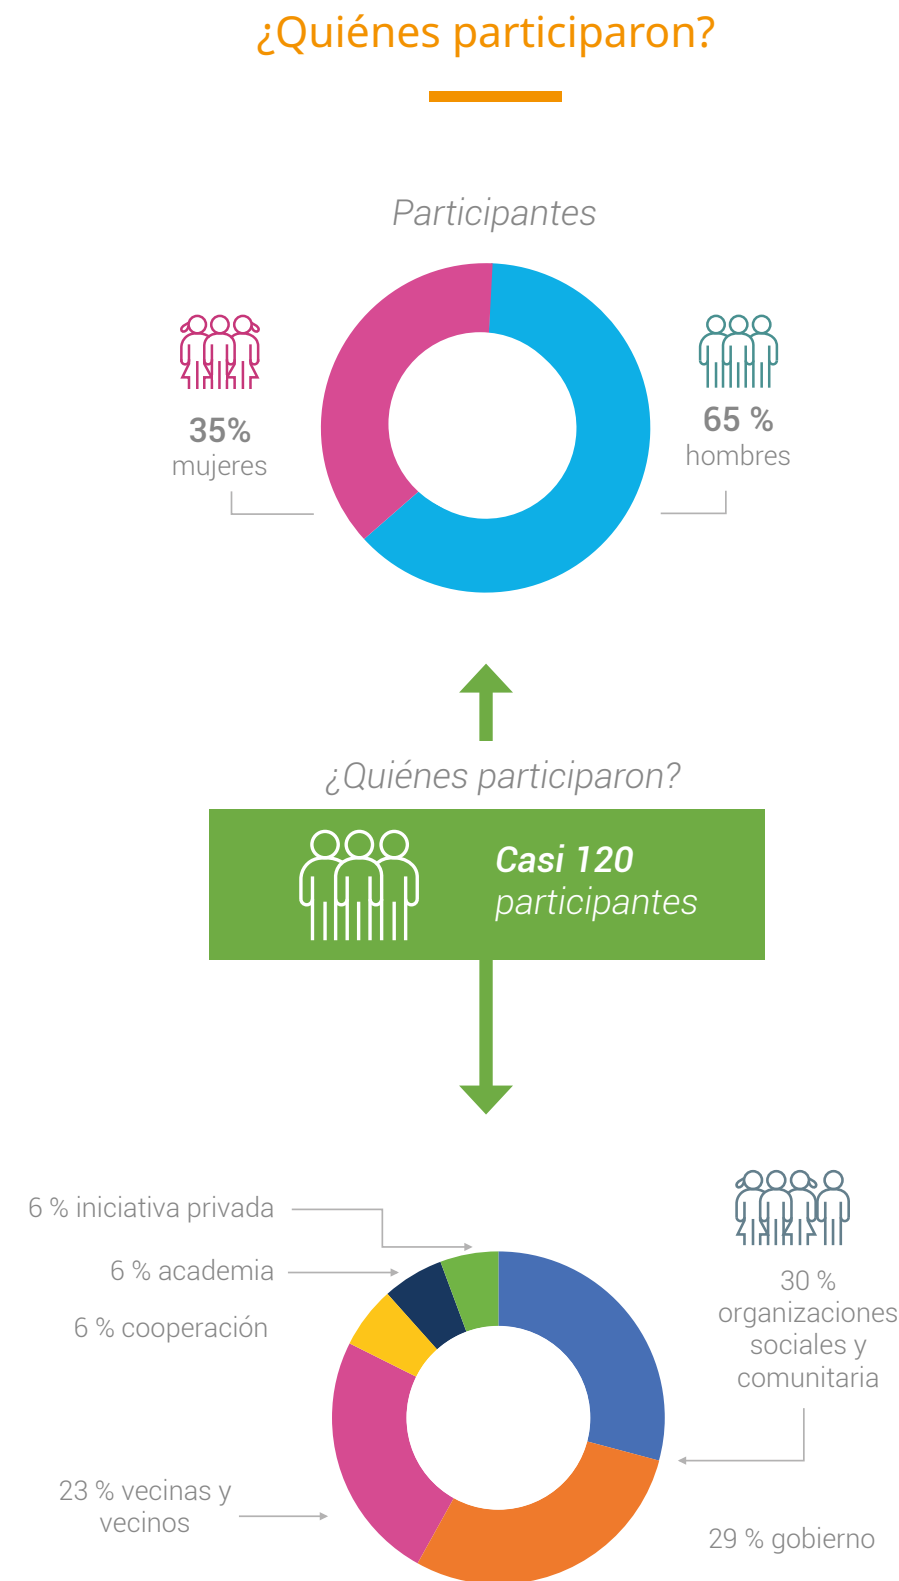 ¿Quiénes participaron?
Participantes
35%
mujeres
65 %
hombres
¿Quiénes participaron?
Casi 120
participantes
6 % iniciativa privada
6 % academia
6 % cooperación
30 %
organizaciones
sociales y
comunitaria
23 % vecinas y
vecinos
29 % gobierno